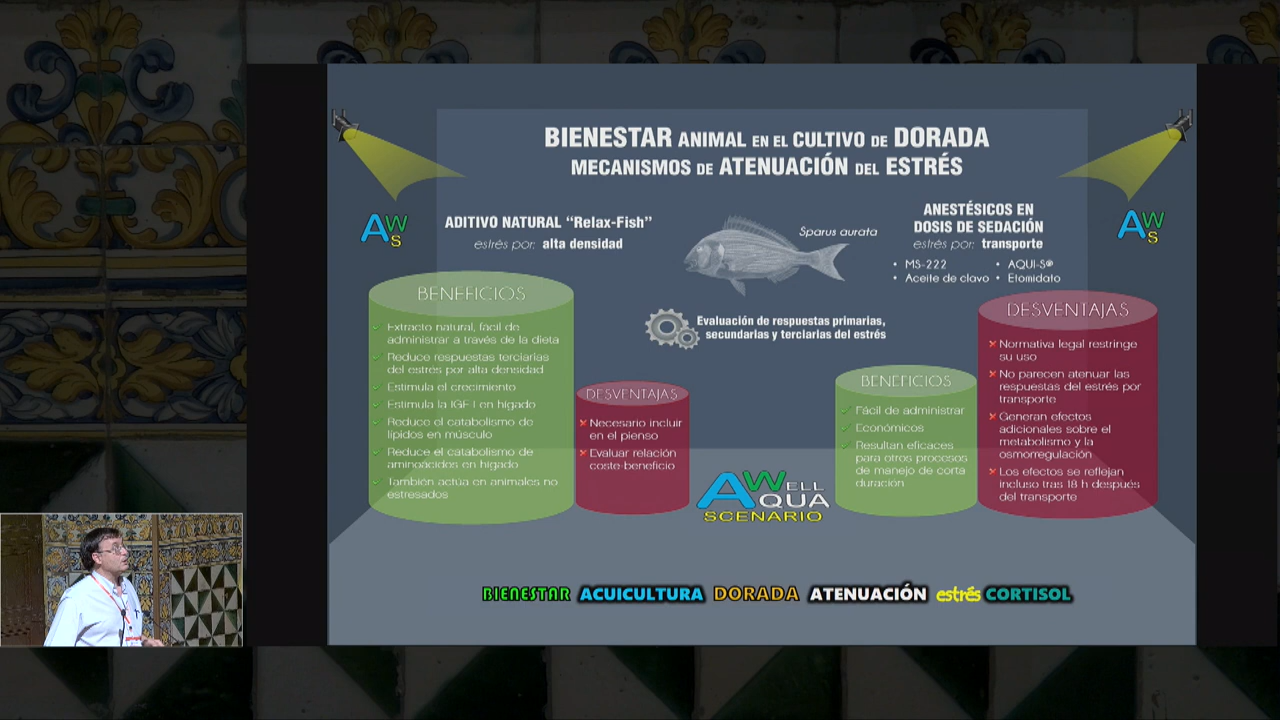 BIENESTAR ANIMAL EN EL CULTIVO DE DORADA
MECANISMOS DE ATENUACIÓN DEL ESTRÉS
AWS
ADITIVO NATURAL “Relax-Fish”
estrés por: alta densidad
Sparus aurata
ANESTÉSICOS EN
DOSIS DE SEDACIÓN
estrés por: transporte
• MS-222
• AQUI-S®
• Aceite de clavo
• Etomidato
AWS
BENEFICIOS
✓ Extracto natural, fácil de
administrar a través de la dieta
✓ Reduce respuestas terciarias
del estrés por alta densidad
✓ Estimula el crecimiento
✓ Estimula la IGF-I en hígado
✓ Reduce el catabolismo de
lípidos en músculo
✓ Reduce el catabolismo de
aminoácidos en hígado
✓ También actúa en animales no
estresados
DESVENTAJAS
✗ Necesario incluir
en el pienso
✗ Evaluar relación
coste-beneficio
Evaluación de respuestas primarias,
secundarias y terciarias del estrés
AWELL
AQUA
SCENARIO
BENEFICIOS
✓ Fácil de administrar
✓ Económicos
✓ Resultan eficaces
para otros procesos
de manejo de corta
duración
DESVENTAJAS
✗ Normativa legal restringe
su uso
✗ No parecen atenuar las
respuestas del estrés por
transporte
✗ Generan efectos
adicionales sobre el
metabolismo y la
osmorregulación
✗ Los efectos se reflejan
incluso tras 18 h después
del transporte
BIENESTAR ACUICULTURA DORADA ATENUACIÓN estrés CORTISOL